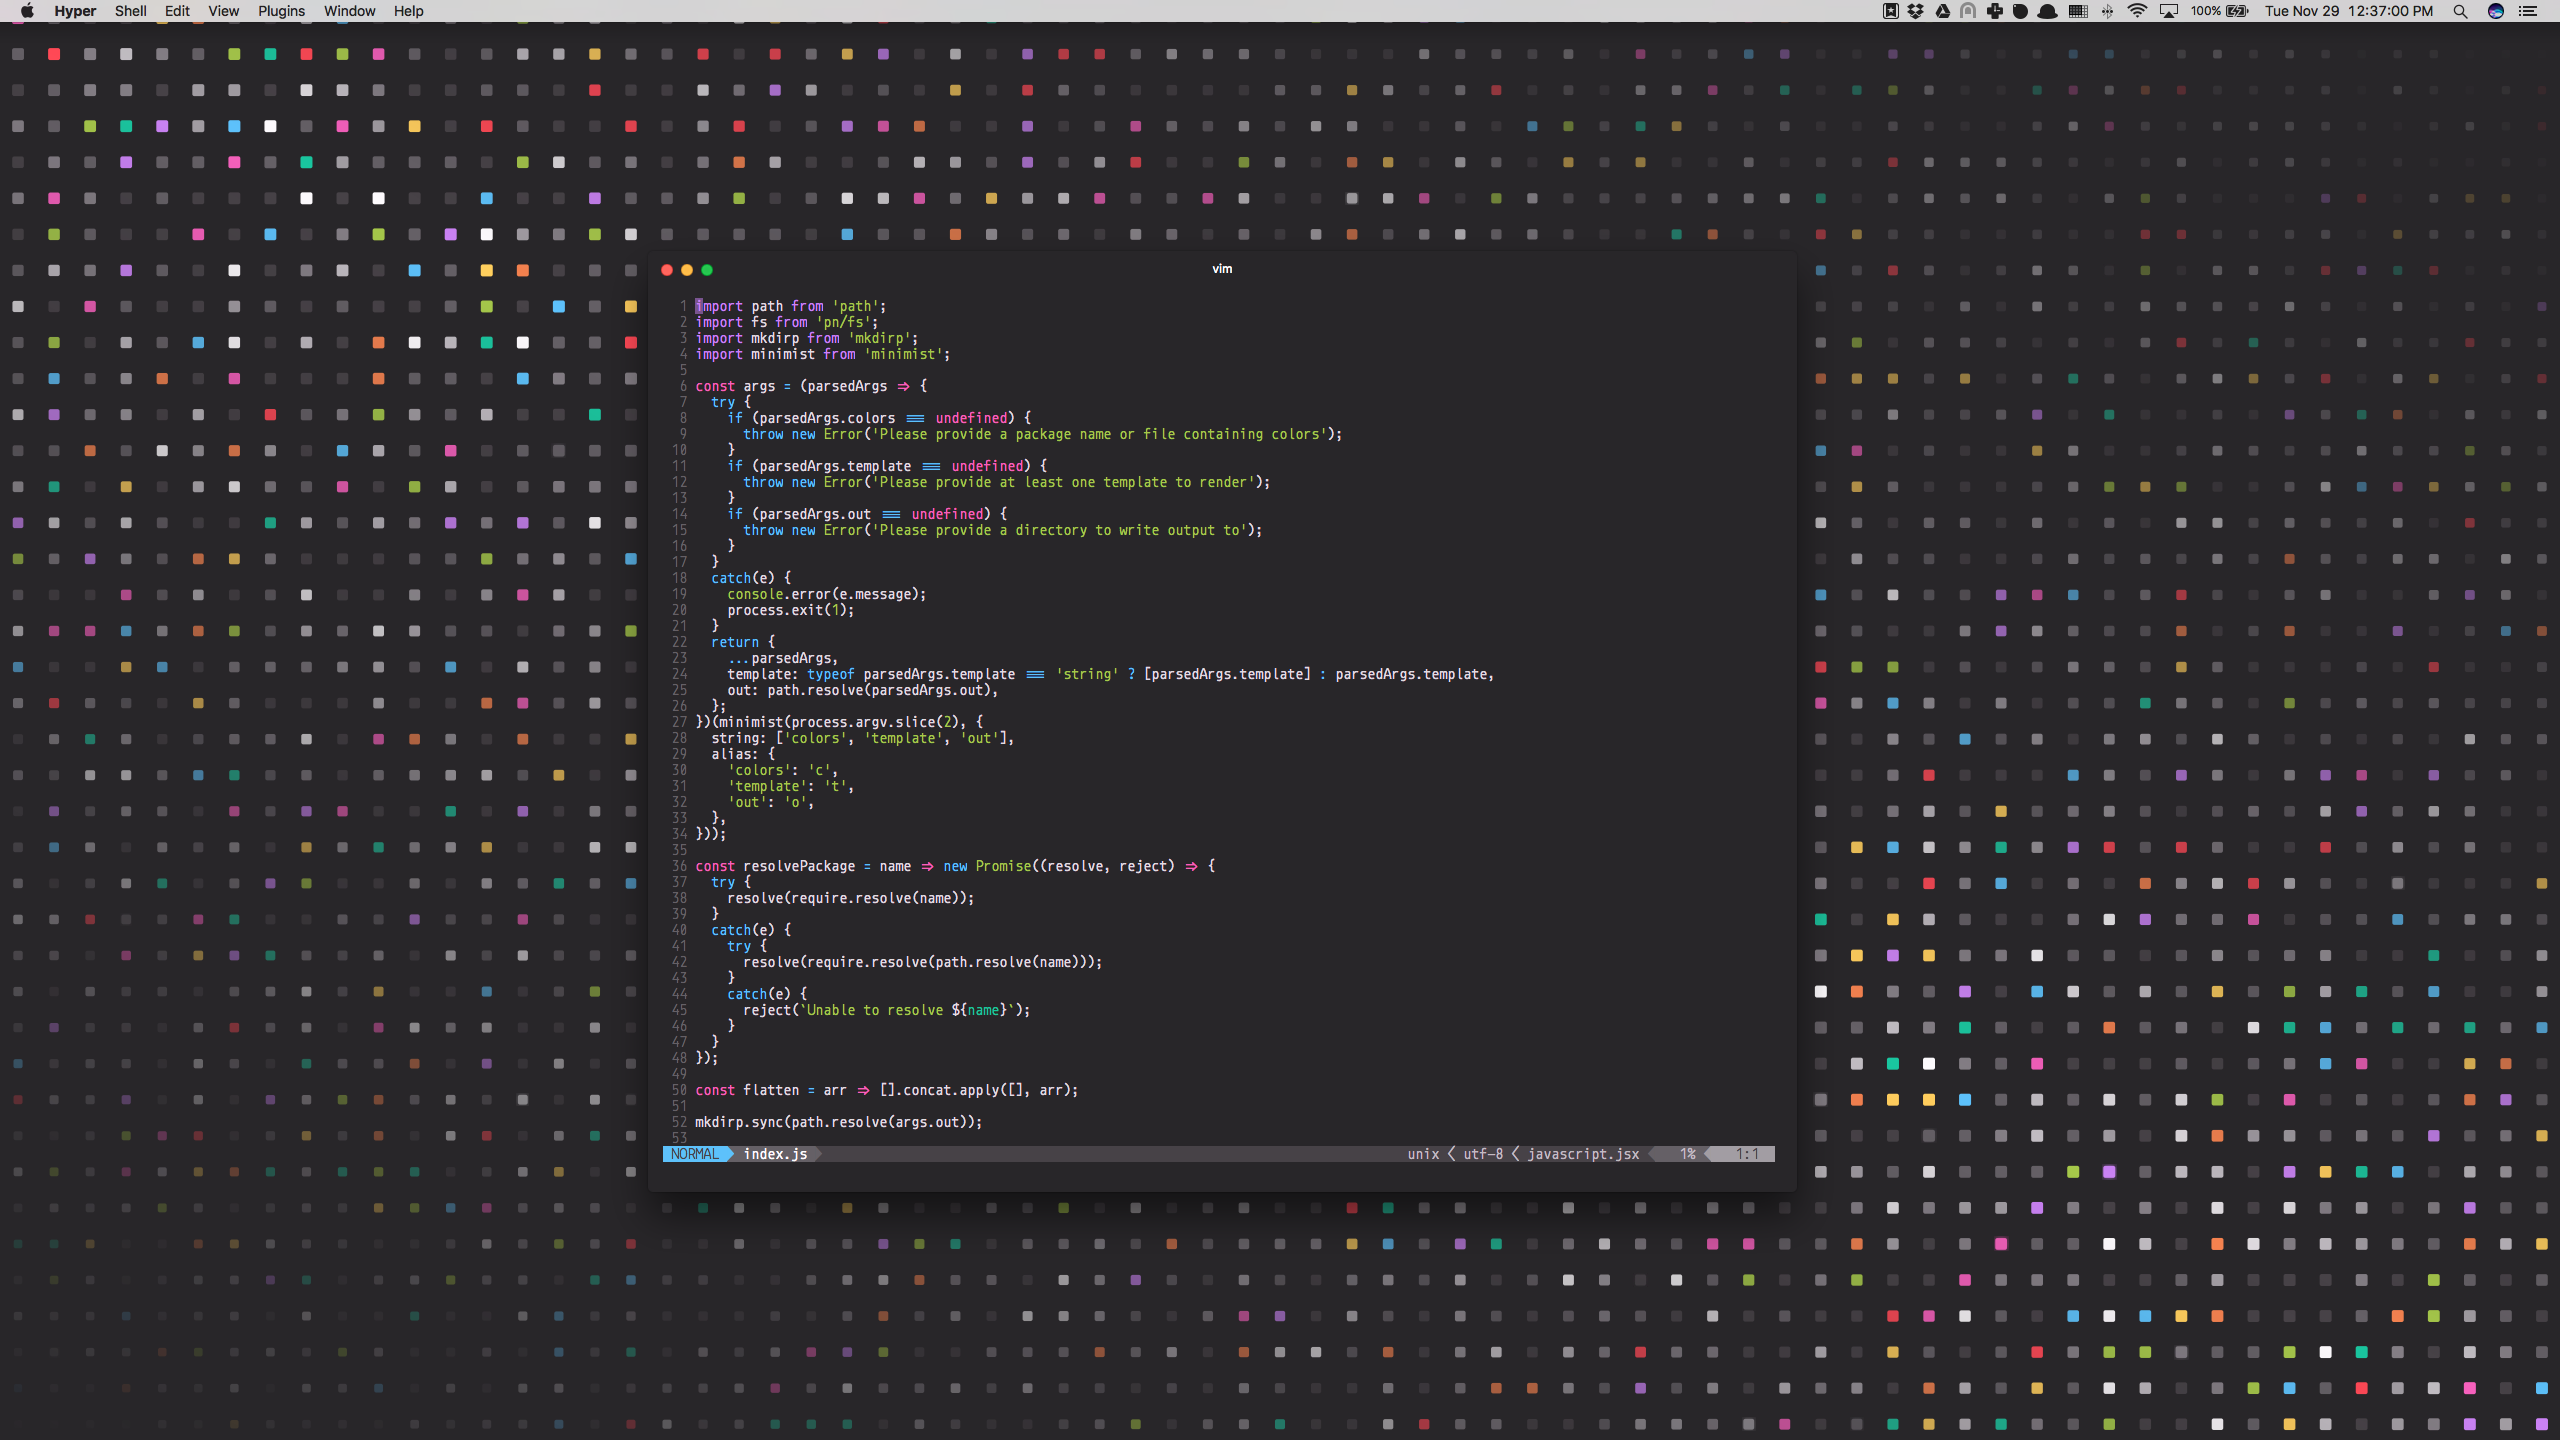 Hyper Shell Edit View Plugins Window Help 100% Tue Nov 29 12:37:00 PM
vim
1 import path from 'path';
2 import fs from 'pn/fs';
3 import mkdirp from 'mkdirp';
4 import minimist from 'minimist';
5
6 const args = (parsedArgs => {
7 try {
8 if (parsedArgs.colors === undefined) {
9 throw new Error('Please provide a package name or file containing colors');
10 }
11 if (parsedArgs.template === undefined) {
12 throw new Error('Please provide at least one template to render');
13 }
14 if (parsedArgs.out === undefined) {
15 throw new Error('Please provide a directory to write output to');
16 }
17 }
18 catch(e) {
19 console.error(e.message);
20 process.exit(1);
21 }
22 return {
23 ...parsedArgs,
24 template: typeof parsedArgs.template === 'string' ? [parsedArgs.template] : parsedArgs.template,
25 out: path.resolve(parsedArgs.out),
26 };
27 })(minimist(process.argv.slice(2), {
28 string: ['colors', 'template', 'out'],
29 alias: {
30 'colors': 'c',
31 'template': 't',
32 'out': 'o',
33 },
34 }));
35
36 const resolvePackage = name => new Promise((resolve, reject) => {
37 try {
38 resolve(require.resolve(name));
39 }
40 catch(e) {
41 try {
42 resolve(require.resolve(path.resolve(name)));
43 }
44 catch(e) {
45 reject(`Unable to resolve ${name}`);
46 }
47 }
48 });
49
50 const flatten = arr => [].concat.apply([], arr);
51
52 mkdirp.sync(path.resolve(args.out));
53
NORMAL index.js unix < utf-8 < javascript.jsx 1% 1:1